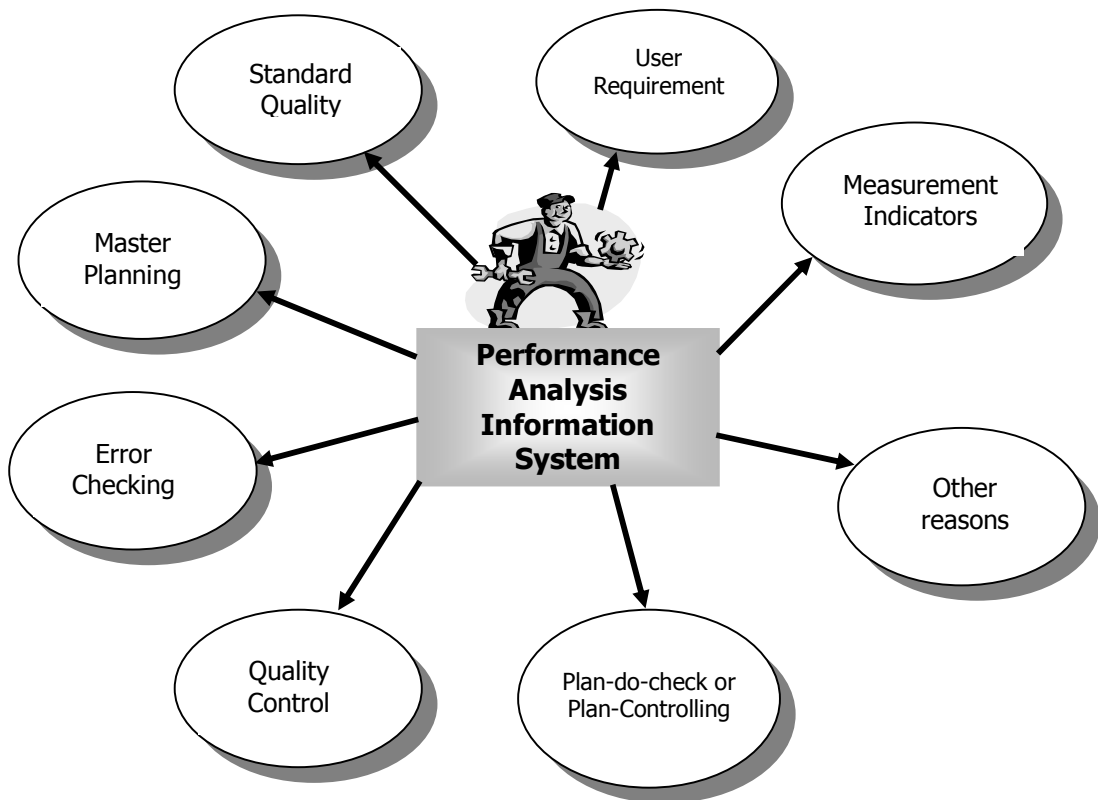 Standard
Quality
User
Requirement
Measurement
Indicators
Master
Planning
Performance
Analysis
Information
System
Error
Checking
Other
reasons
Quality
Control
Plan-do-check or
Plan-Controlling